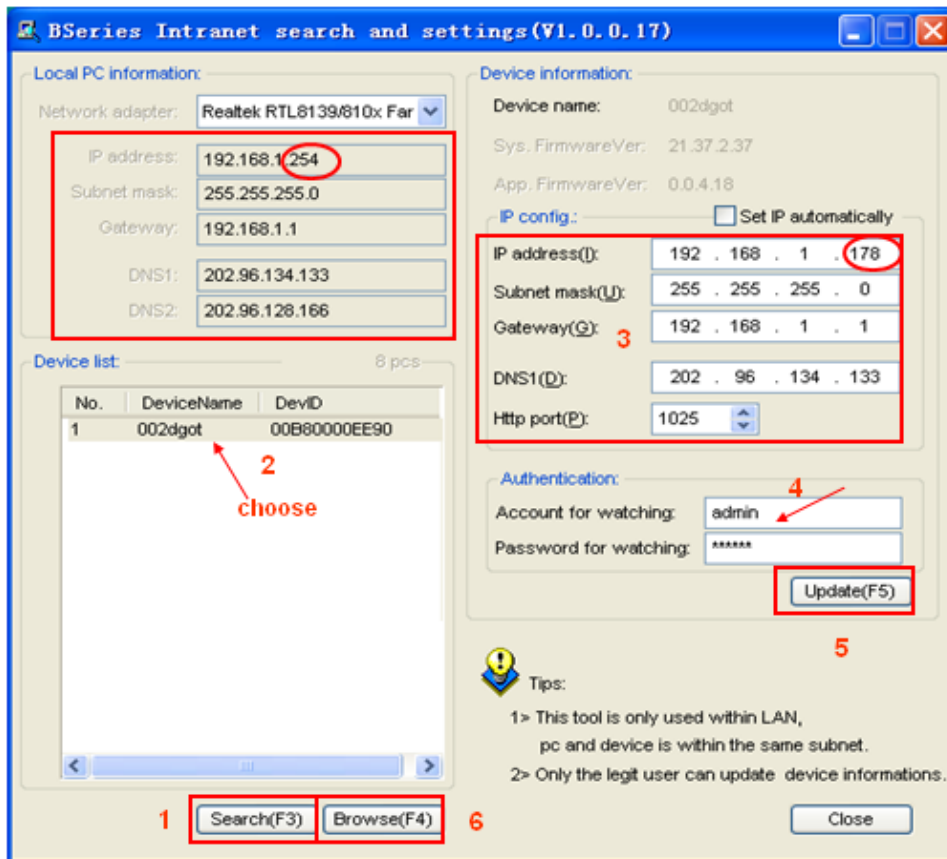 BSeries Intranet search and settings(V1.0.0.17)
Local PC information:
Network adapter: Realtek RTL8139/810x Far
IP address: 192.168.1.254
Subnet mask: 255.255.255.0
Gateway: 192.168.1.1
DNS1: 202.96.134.133
DNS2: 202.96.128.166
Device list: 8 pcs
No. DeviceName DevID
1 002dgot 00B80000EE90
2
choose
1 Search(F3) Browse(F4) 6
Device information:
Device name: 002dgot
Sys. FirmwareVer: 21.37.2.37
App. FirmwareVer: 0.0.4.18
IP config.: Set IP automatically
IP address(I): 192 . 168 . 1 . 178
Subnet mask(U): 255 . 255 . 255 . 0
Gateway(G): 192 . 168 . 1 . 1
3
DNS1(D): 202 . 96 . 134 . 133
Http port(P): 1025
Authentication:
4
Account for watching: admin
Password for watching: ******
Update(F5)
5
Tips:
1> This tool is only used within LAN,
pc and device is within the same subnet.
2> Only the legit user can update device informations.
Close